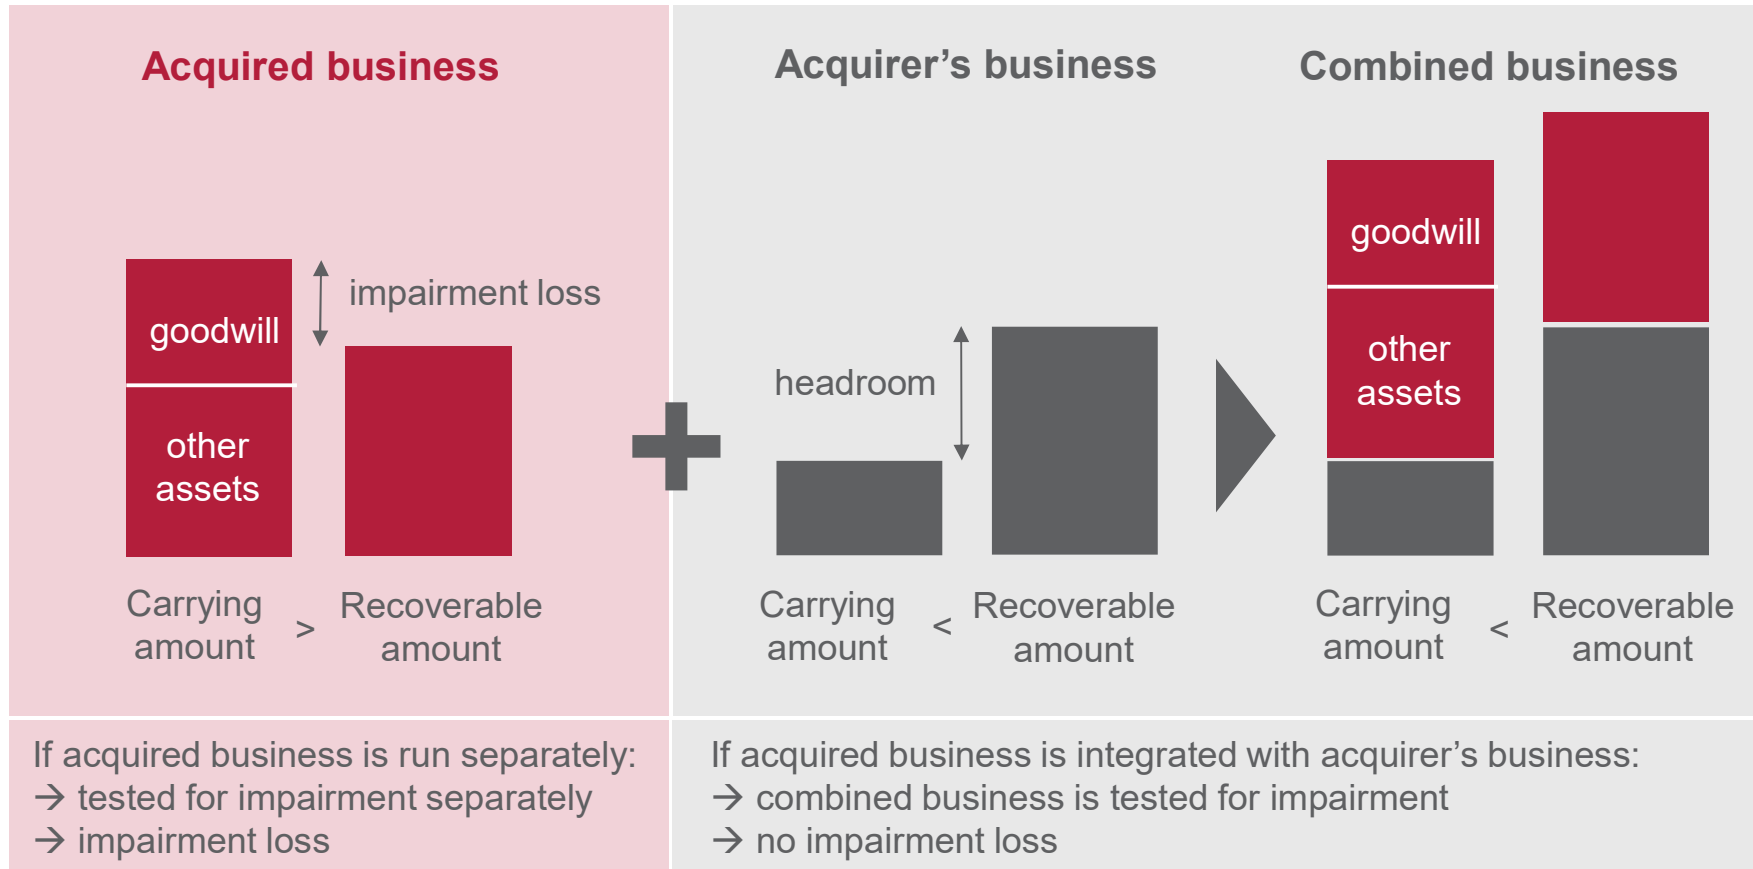 Acquired business
goodwill
other
assets
impairment loss
Carrying
amount
>
Recoverable
amount
Acquirer’s business
headroom
Carrying
amount
<
Recoverable
amount
Combined business
goodwill
other
assets
Carrying
amount
<
Recoverable
amount
If acquired business is run separately:
→ tested for impairment separately
→ impairment loss
If acquired business is integrated with acquirer’s business:
→ combined business is tested for impairment
→ no impairment loss